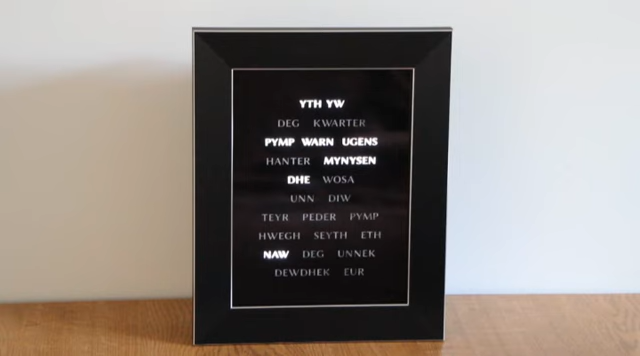 YTH YW
DEG KWARTER
PYMP WARN UGENS
HANTER MYNYSEN
DHE WOSA
UNN DIW
TEYR PEDER PYMP
HWEGH SEYTH ETH
NAW DEG UNNEK
DEWDHEK EUR